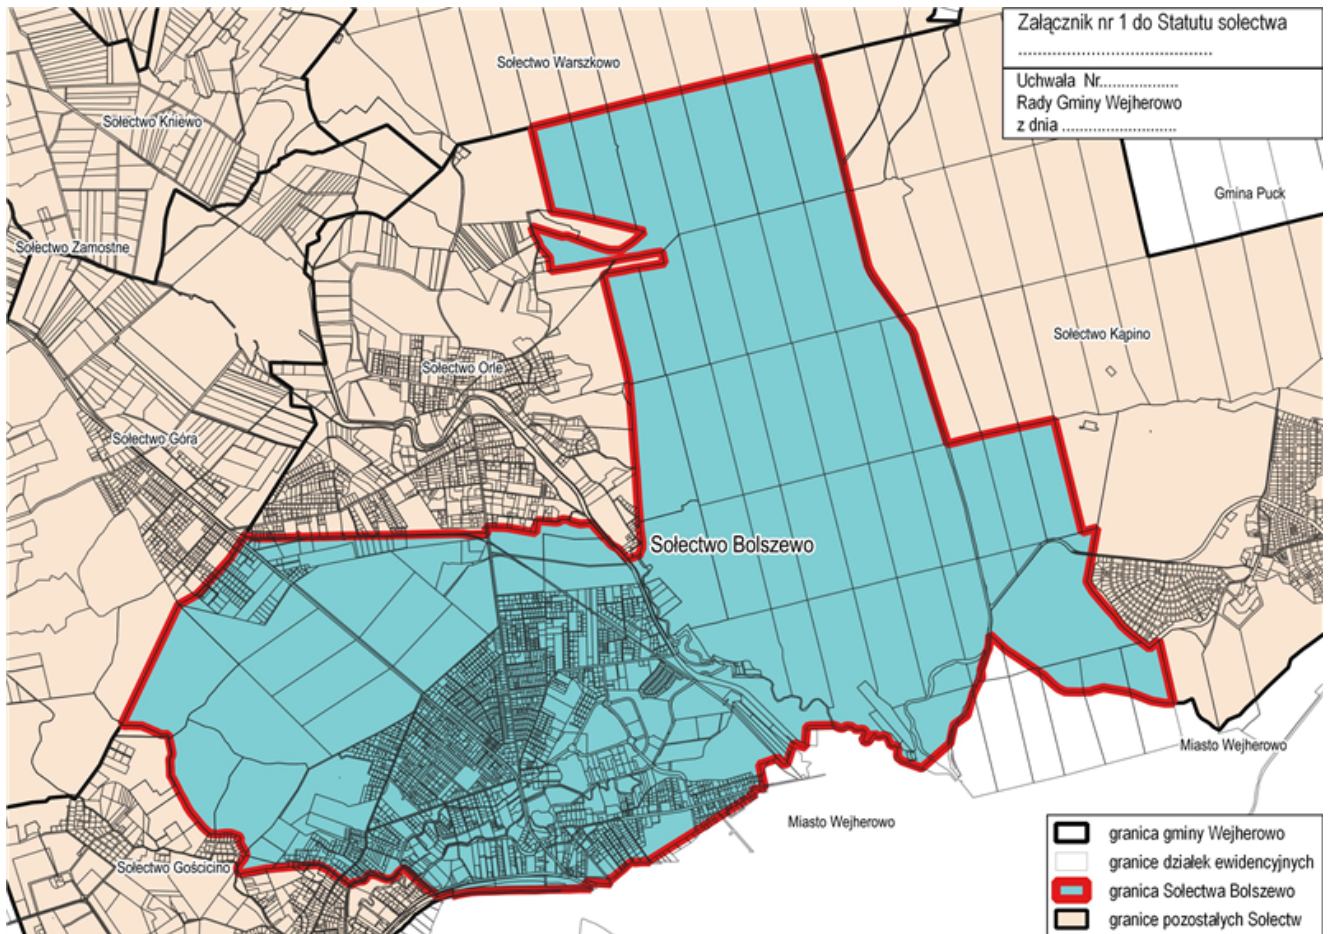 Załącznik nr 1 do Statutu sołectwa
............................................
Uchwała Nr..................
Rady Gminy Wejherowo
z dnia ..........................
Sołectwo Warszkowo
Sołectwo Kniewo
Gmina Puck
Sołectwo Zamostne
Sołectwo Kąpino
Sołectwo Orle
Sołectwo Góra
Sołectwo Bolszewo
Miasto Wejherowo
Miasto Wejherowo
Sołectwo Gościcino
granica gminy Wejherowo
granice działek ewidencyjnych
granica Sołectwa Bolszewo
granice pozostałych Sołectw